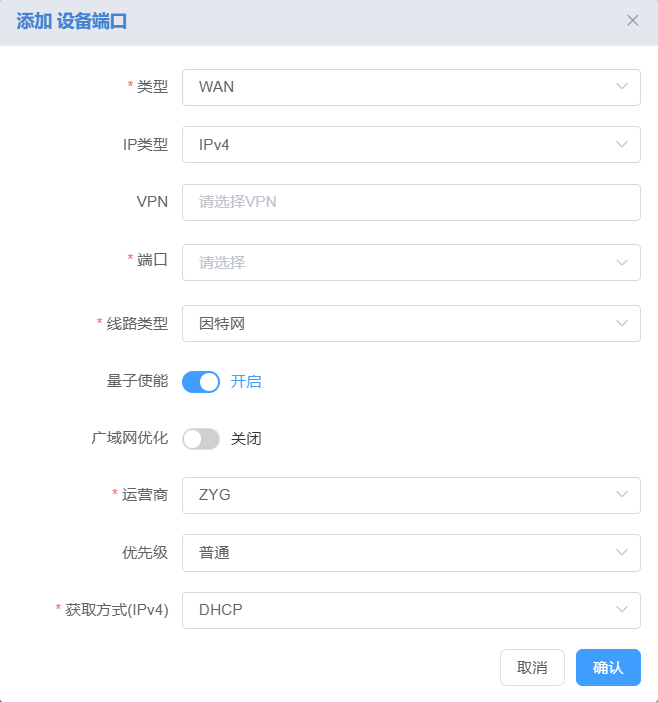 添加 设备端口
* 类型 WAN
IP类型 IPv4
VPN 请选择VPN
* 端口 请选择
* 线路类型 因特网
量子使能 开启
广域网优化 关闭
* 运营商 ZYG
优先级 普通
* 获取方式(IPv4) DHCP
取消 确认